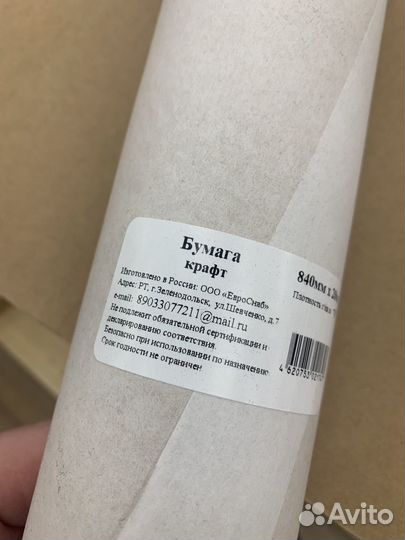 Бумага
крафт
Изготовлено в России: ООО «ЕвроСнаб»
Адрес: РТ, г. Зеленодольск, ул.Шевченко, д.7
e-mail: 89033077211@mail.ru
Не подлежит обязательной сертификации и
декларированию соответствия.
Безопасно при использовании по назначению
Срок годности не ограничен
840мм х
Плотность
Avito